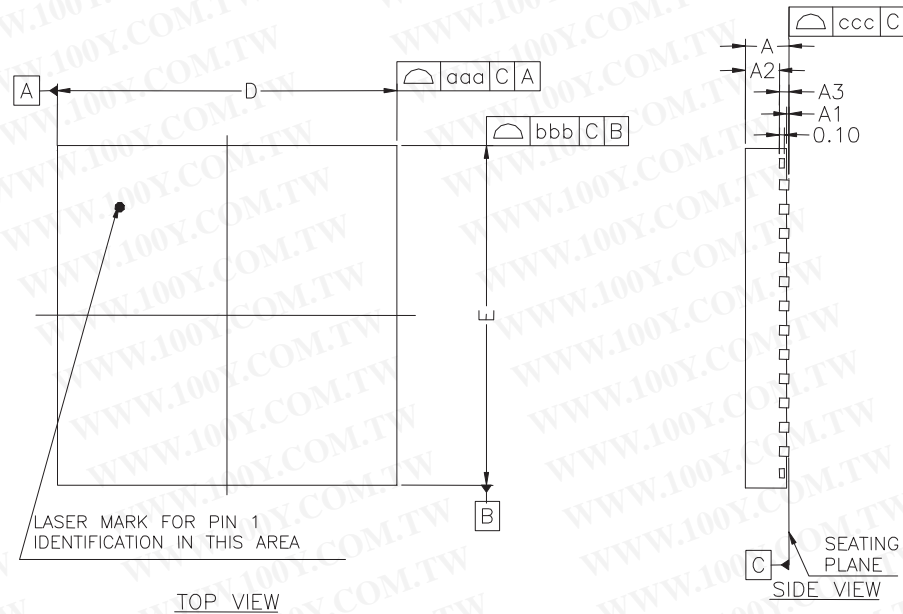 A
D
aaa C A
bbb C B
E
B
LASER MARK FOR PIN 1
IDENTIFICATION IN THIS AREA
TOP VIEW
ccc C
A
A2
A3
A1
0.10
C
SEATING
PLANE
SIDE VIEW
WWW.100Y.COM.TW